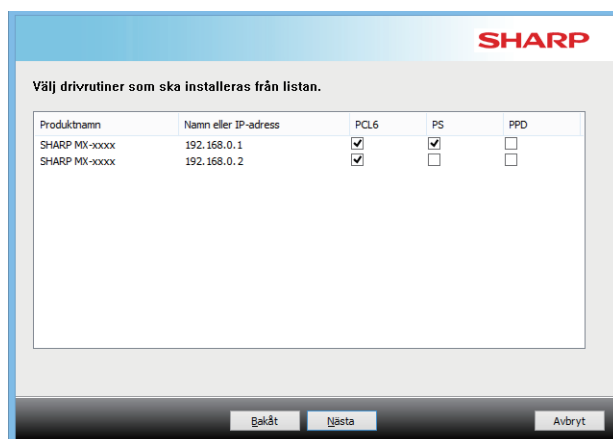 SHARP
Välj drivrutiner som ska installeras från listan.
Produktnamn Namn eller IP-adress PCL6 PS PPD
SHARP MX-xxxx 192.168.0.1
SHARP MX-xxxx 192.168.0.2
Bakåt Nästa Avbryt